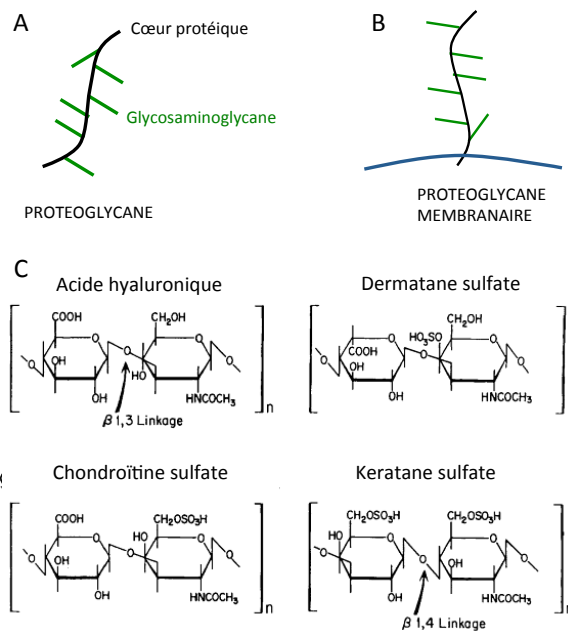 A
Cœur protéique
Glycosaminoglycane
PROTEOGLYCANE
B
PROTEOGLYCANE
MEMBRANAIRE
C
Acide hyaluronique
COOH
O
CH₂OH
O
O
O
O
OH
HO
OH
HNCOCH₃
n
β 1,3 Linkage
Dermatane sulfate
CH₂OH
HO₃SO
O
O
COOH
O
O
O
OH
OH
HNCOCH₃
n
Chondroïtine sulfate
COOH
O
CH₂OSO₃H
O
HO
O
O
O
OH
OH
HNCOCH₃
n
Keratane sulfate
CH₂OSO₃H
O
CH₂OSO₃H
O
HO
O
O
O
OH
OH
HNCOCH₃
n
β 1,4 Linkage